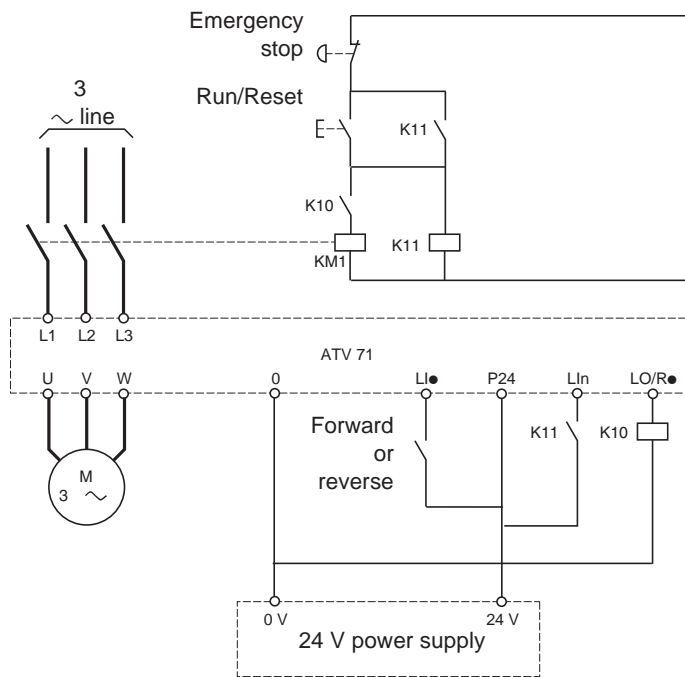 Emergency
stop
3
~ line
Run/Reset
K11
K10
KM1
K11
L1 L2 L3
ATV 71
U V W 0 LI● P24 LIn LO/R●
Forward
or
reverse
K11
K10
M
3 ~
0 V
24 V
24 V power supply